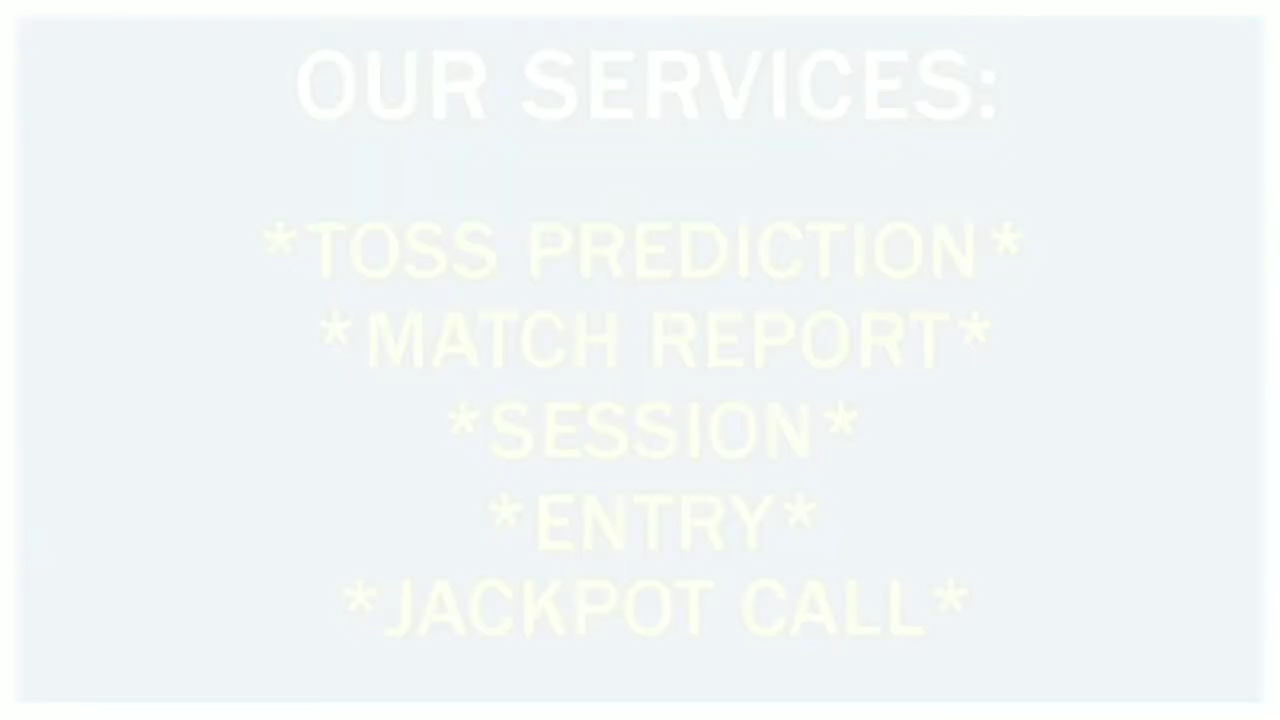 OUR SERVICES:
*TOSS PREDICTION*
*MATCH REPORT*
*SESSION*
*ENTRY*
*JACKPOT CALL*